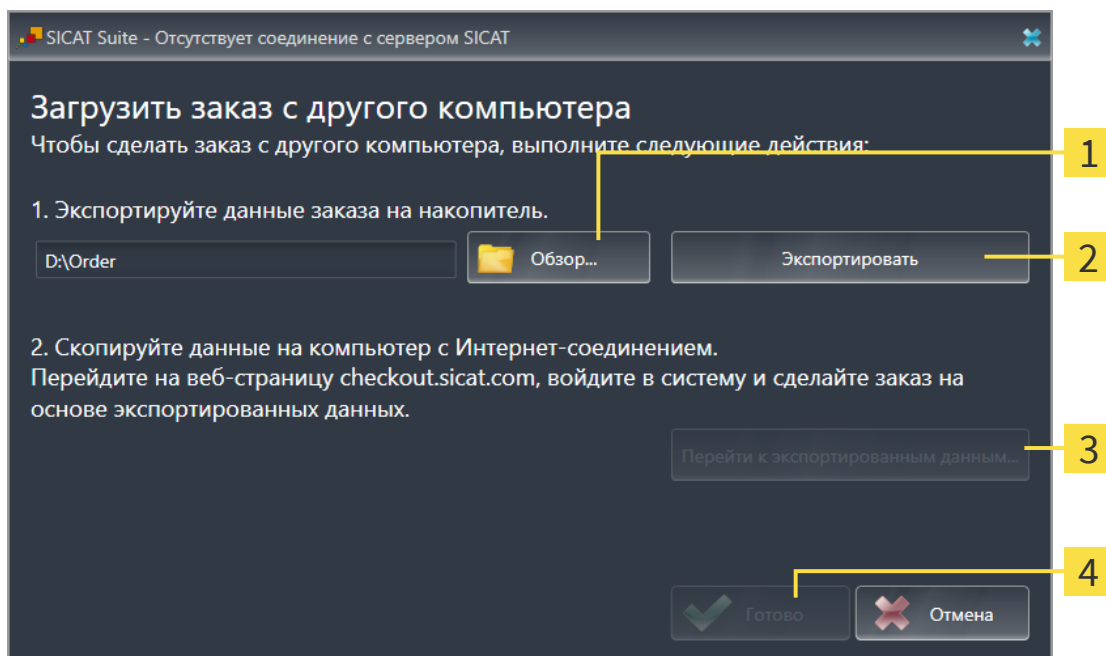 SICAT Suite - Отсутствует соединение с сервером SICAT
Загрузить заказ с другого компьютера
Чтобы сделать заказ с другого компьютера, выполните следующие действия:
1
1. Экспортируйте данные заказа на накопитель.
D:\Order
Обзор...
Экспортировать
2
2. Скопируйте данные на компьютер с Интернет-соединением.
Перейдите на веб-страницу checkout.sicat.com, войдите в систему и сделайте заказ на
основе экспортированных данных.
Перейти к экспортированным данным...
3
4
Готово
Отмена